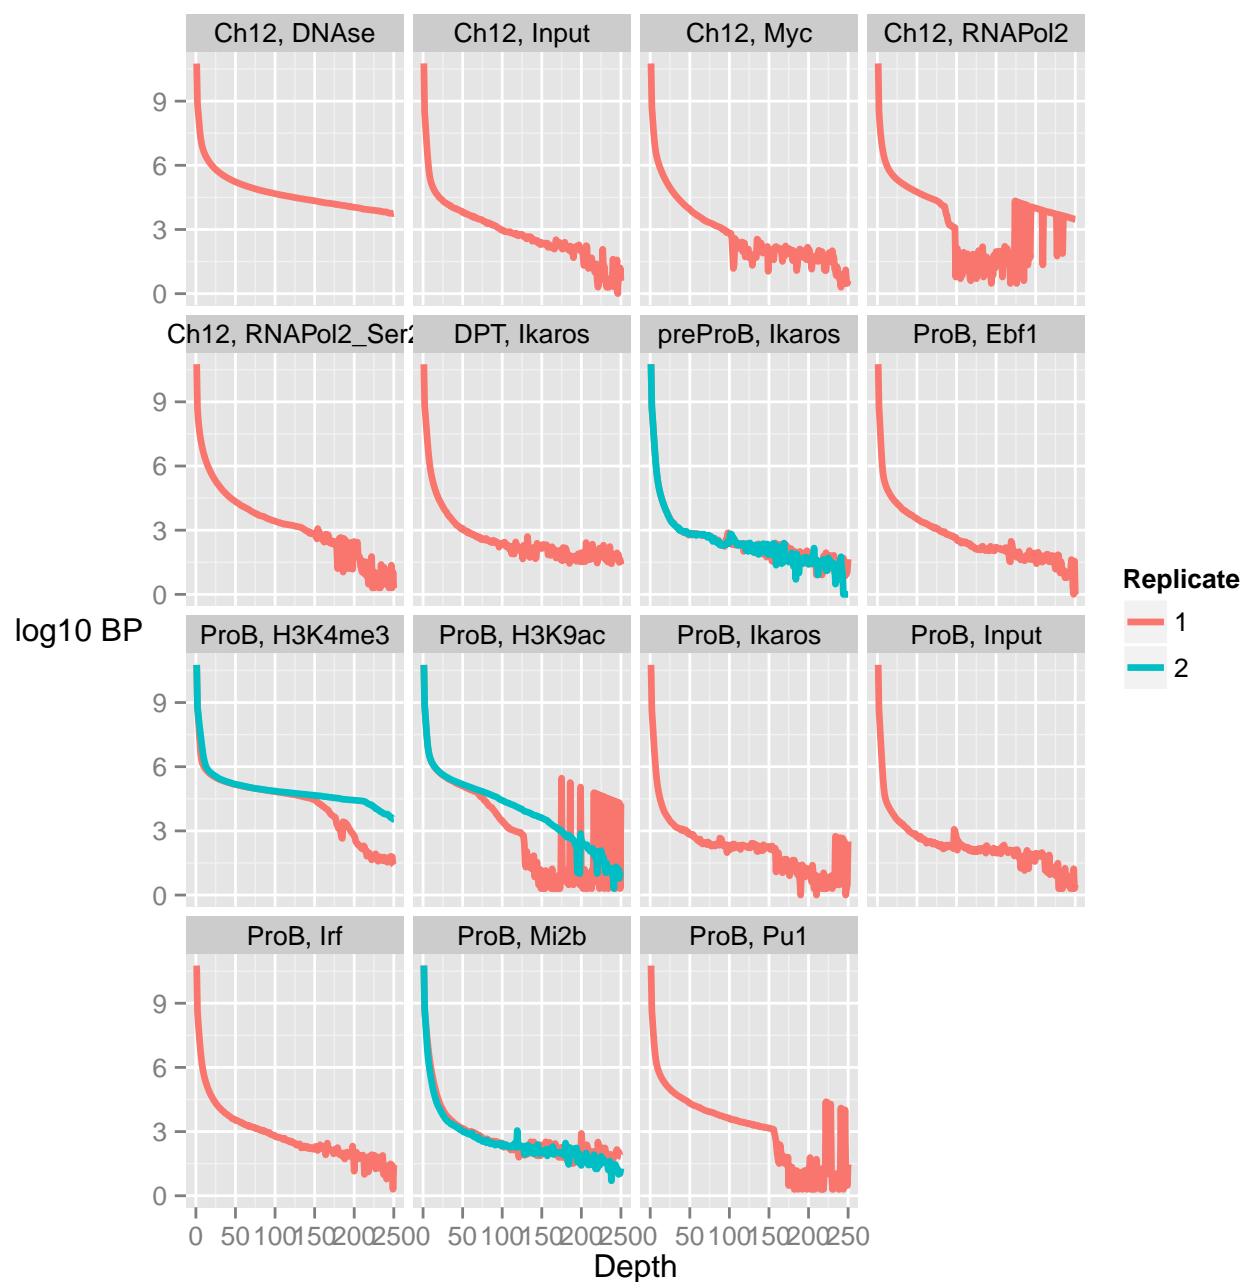 Ch12, DNAse Ch12, Input Ch12, Myc Ch12, RNAPol2
9
6
3
0
Ch12, RNAPol2_Ser2 DPT, Ikaros preProB, Ikaros ProB, Ebf1
9
6
3
0
log10 BP
ProB, H3K4me3 ProB, H3K9ac ProB, Ikaros ProB, Input
9
6
3
0
ProB, Irf ProB, Mi2b ProB, Pu1
9
6
3
0
0 50 100 150 200 250 0 50 100 150 200 250 0 50 100 150 200 250
Depth
Replicate
1
2